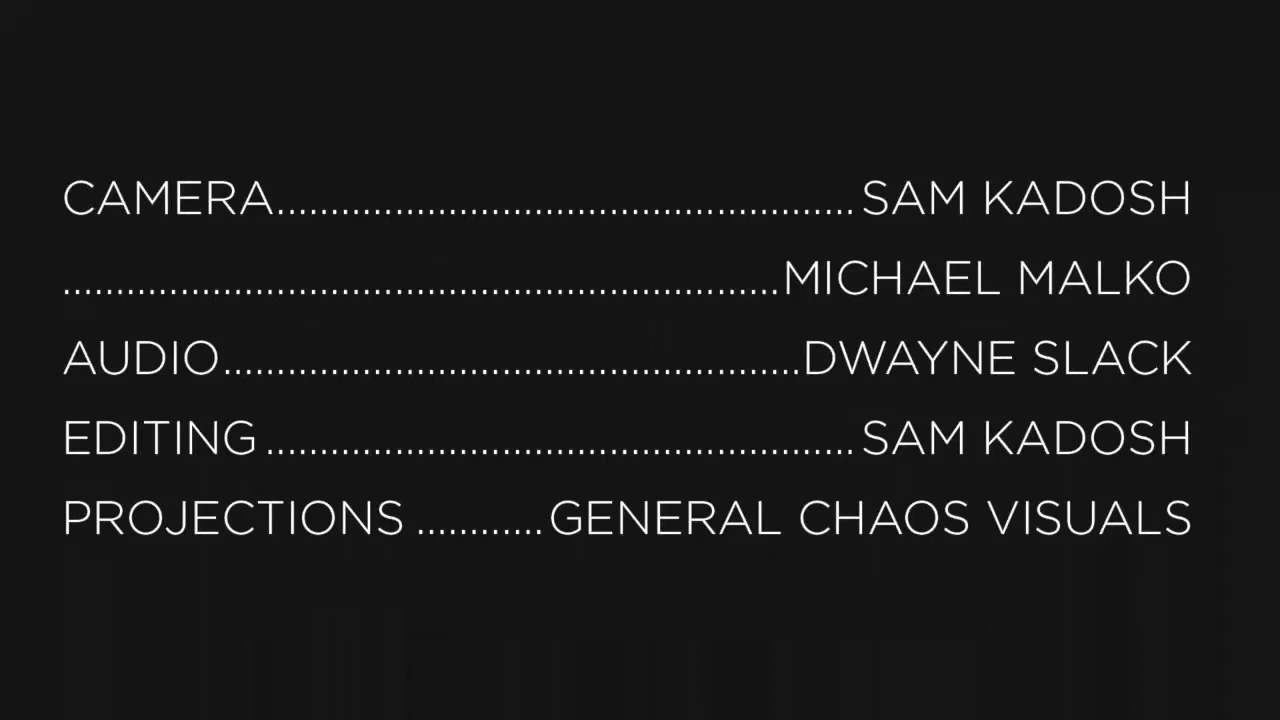 CAMERA......................................................SAM KADOSH
...................................................................MICHAEL MALKO
AUDIO......................................................DWAYNE SLACK
EDITING.......................................................SAM KADOSH
PROJECTIONS............GENERAL CHAOS VISUALS